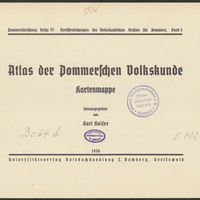 1936
Pommernforschung Reihe IV. Veröffentlichungen des Volkskundlichen Archivs für Pommern. Band 3
Atlas der Pommerschen Volkskunde
Kartenmappe
Herausgegeben
von
Karl Kaiser
1936
Universitätsverlag Ratsbuchhandlung L. Bamberg, Greifswald